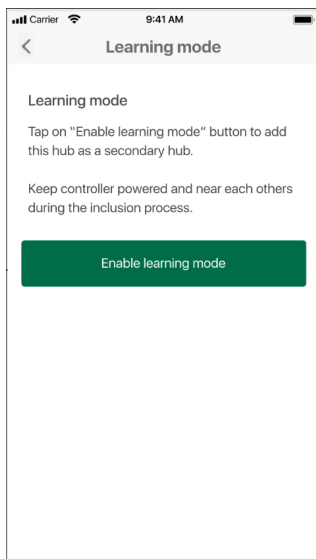 Carrier 9:41 AM
Learning mode
Learning mode
Tap on “Enable learning mode” button to add
this hub as a secondary hub.
Keep controller powered and near each others
during the inclusion process.
Enable learning mode